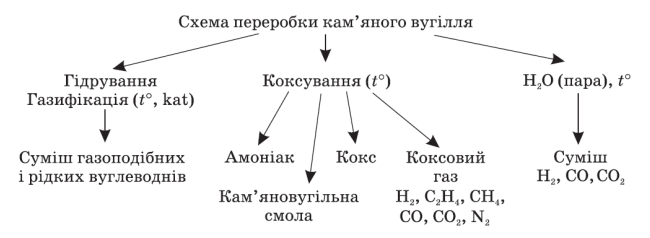 Схема переробки кам’яного вугілля
Гідрування
Газифікація (t°, kat)
Коксування (t°)
H₂O (пара), t°
Суміш газоподібних
і рідких вуглеводнів
Амоніак
Кам’яновугільна
смола
Кокс
Коксовий
газ
H₂, C₂H₄, CH₄,
CO, CO₂, N₂
Суміш
H₂, CO, CO₂